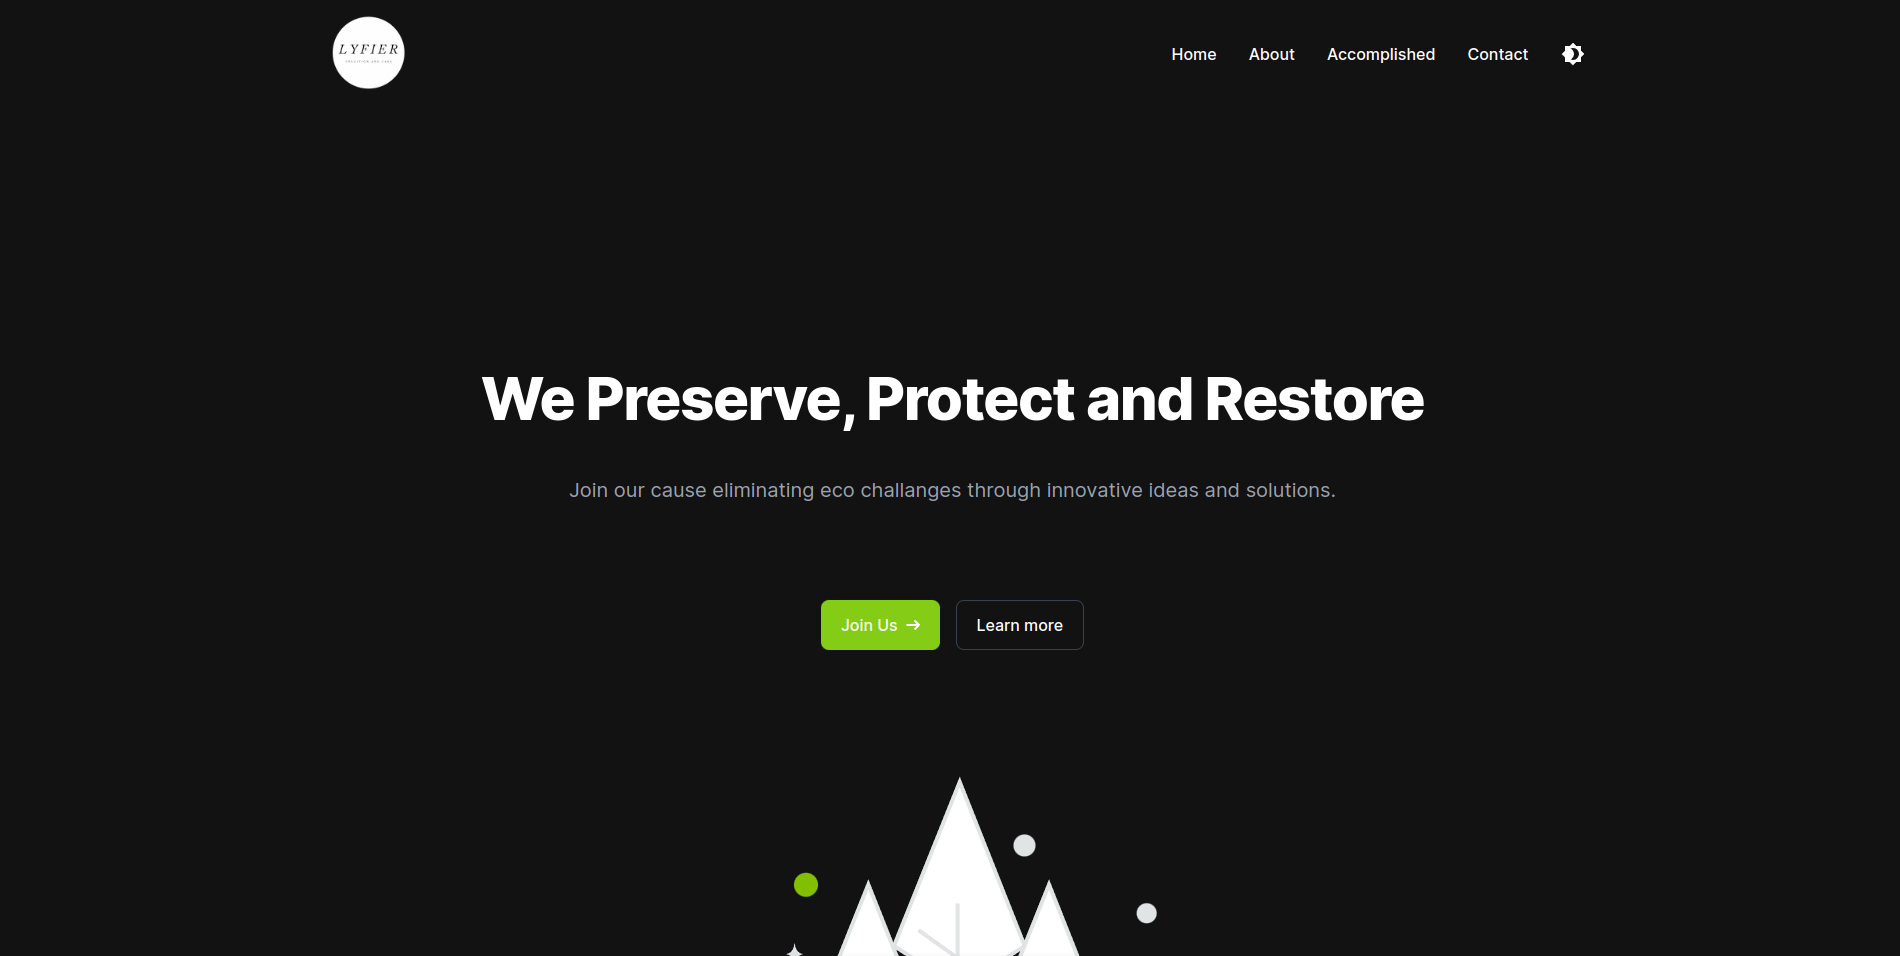 LYFIER
Home
About
Accomplished
Contact
We Preserve, Protect and Restore
Join our cause eliminating eco challanges through innovative ideas and solutions.
Join Us
Learn more